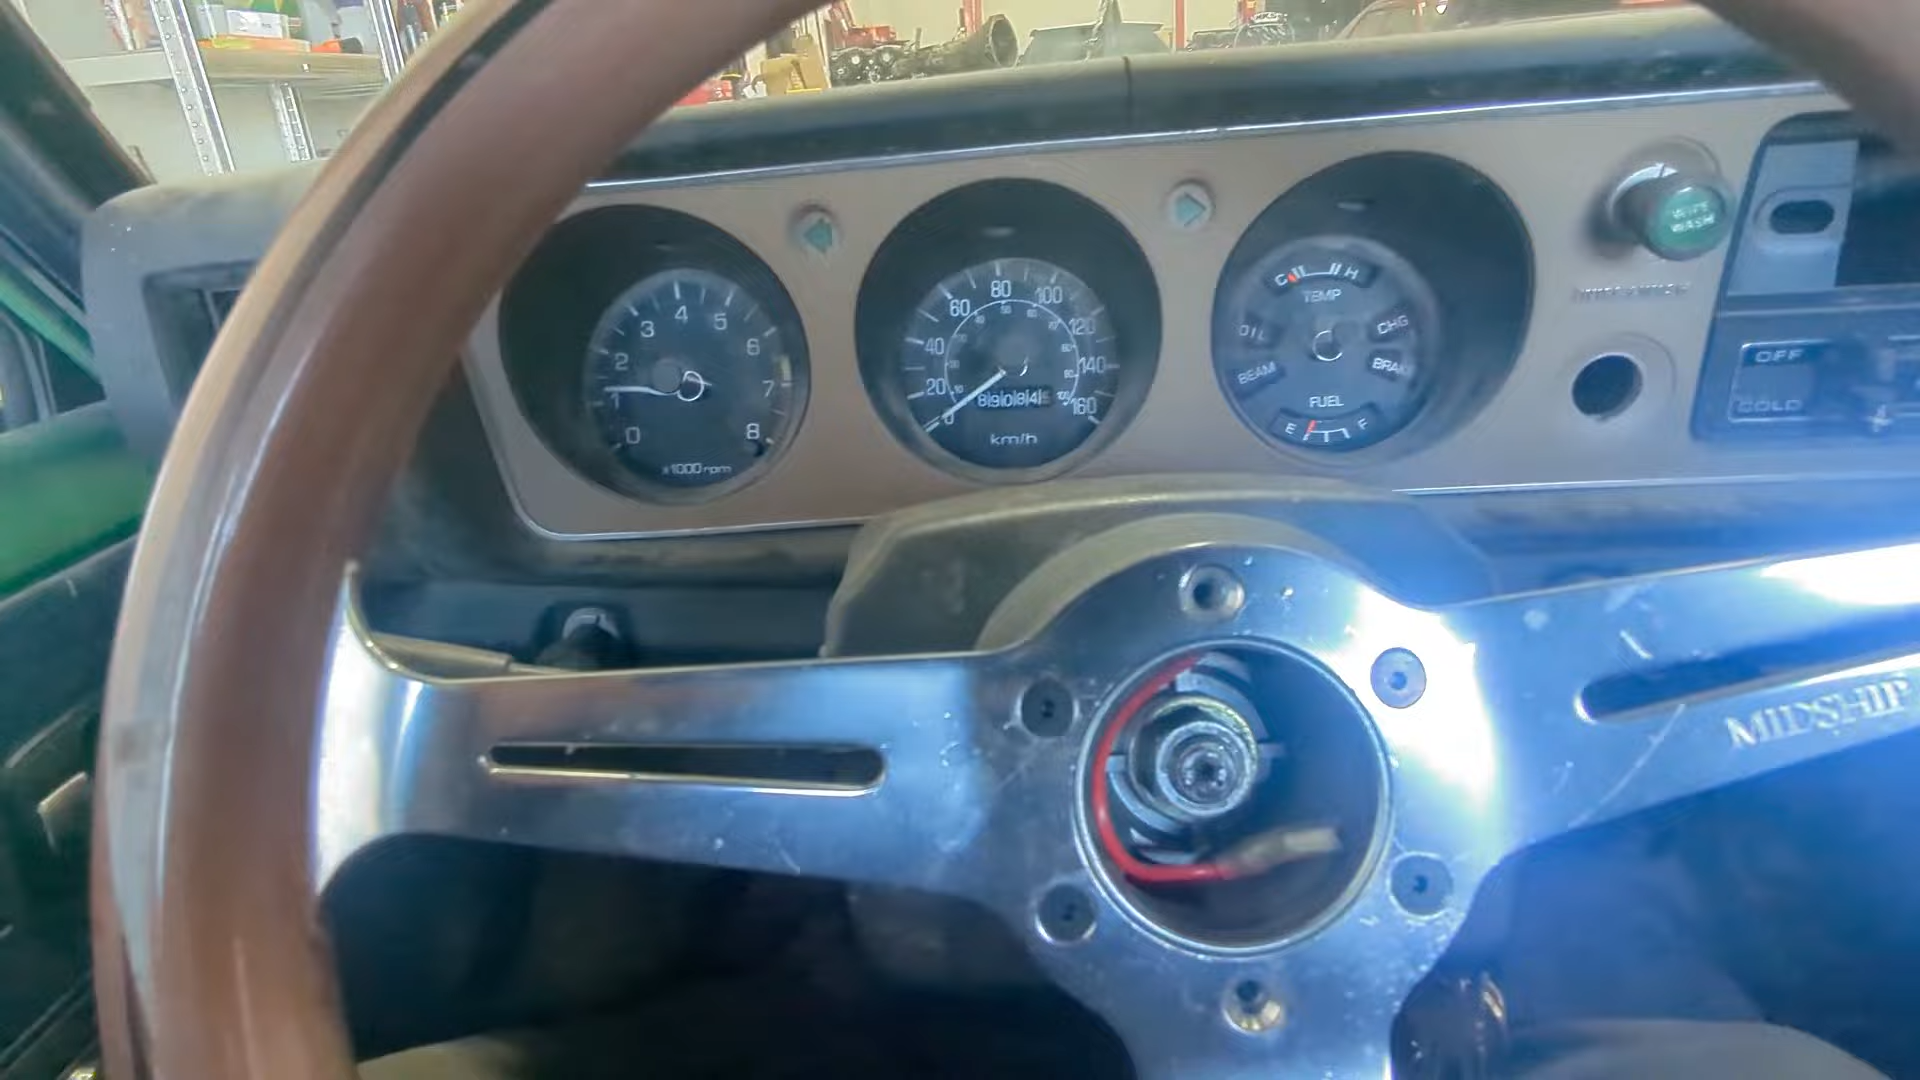 0
1
2
3
4
5
6
7
8
x1000 rpm
0
20
40
60
80
100
120
140
160
km/h
C H
TEMP
OIL
CHG
BEAM
BRAK
FUEL
E F
WIPE
WASH
OFF
COLD
MIDSHIP